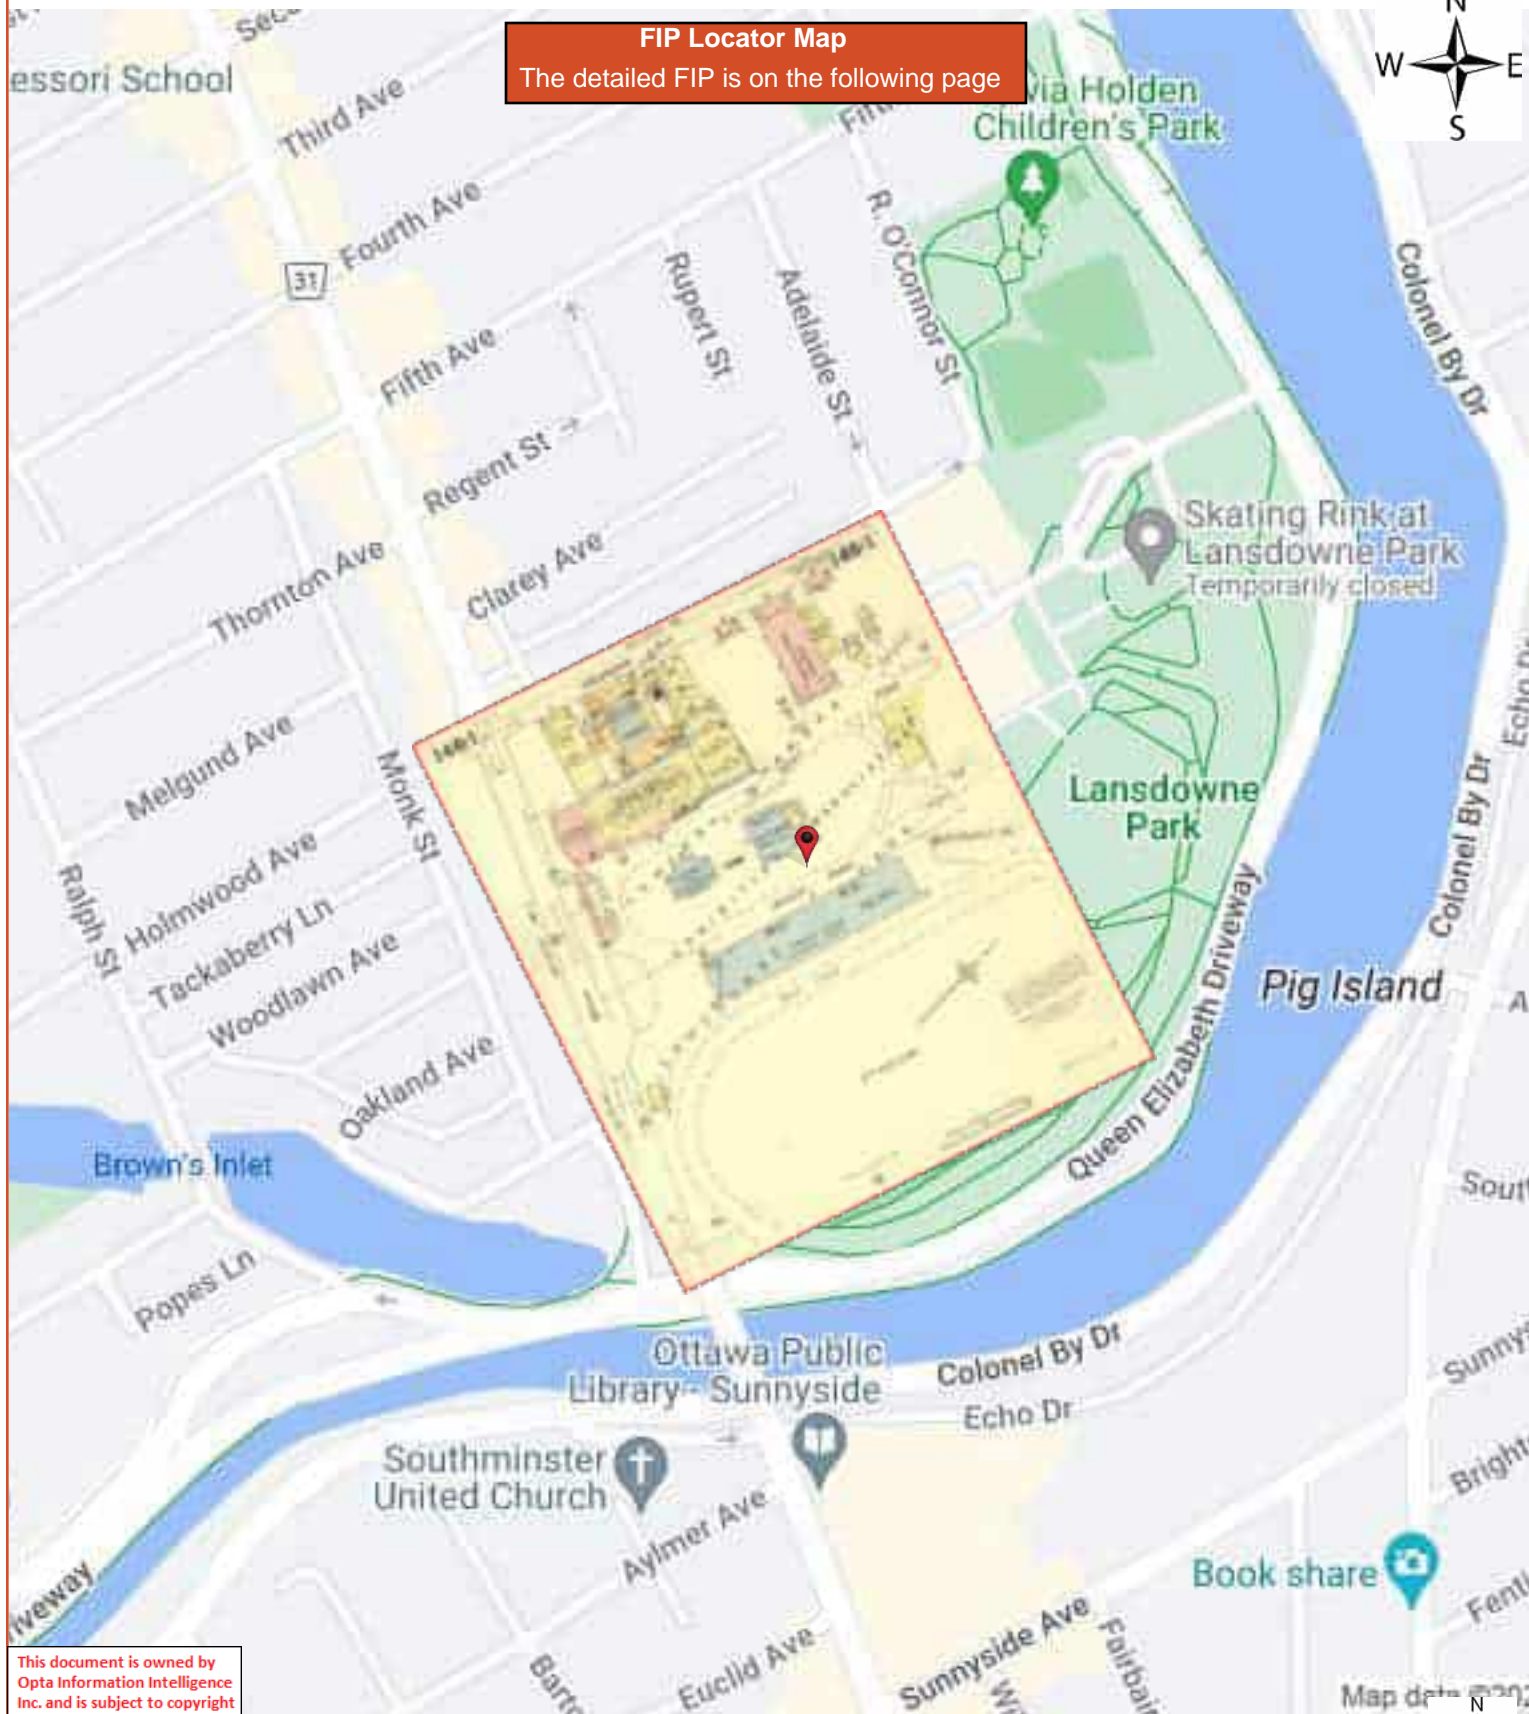 N
W E
S
FIP Locator Map
The detailed FIP is on the following page
essori School
Third Ave
Children's Park
Holden
Fourth Ave
31
R. O'Connor St
Rupert St
Adelaide St
Colonel By Dr
Fifth Ave
Regent St
Skating Rink at
Lansdowne Park
Temporarily closed
Thornton Ave
Clarey Ave
Melgund Ave
Monk St
Lansdowne
Park
Colonel By Dr
Ralph St
Holmwood Ave
Tackaberry Ln
Woodlawn Ave
Pig Island
Oakland Ave
Queen Elizabeth Driveway
Brown's Inlet
Popes Ln
Ottawa Public
Library - Sunnyside
Colonel By Dr
Echo Dr
Southminster
United Church
Aylmer Ave
Book share
Euclid Ave
Sunnyside Ave
This document is owned by
Opta Information Intelligence
Inc. and is subject to copyright
Map data
N